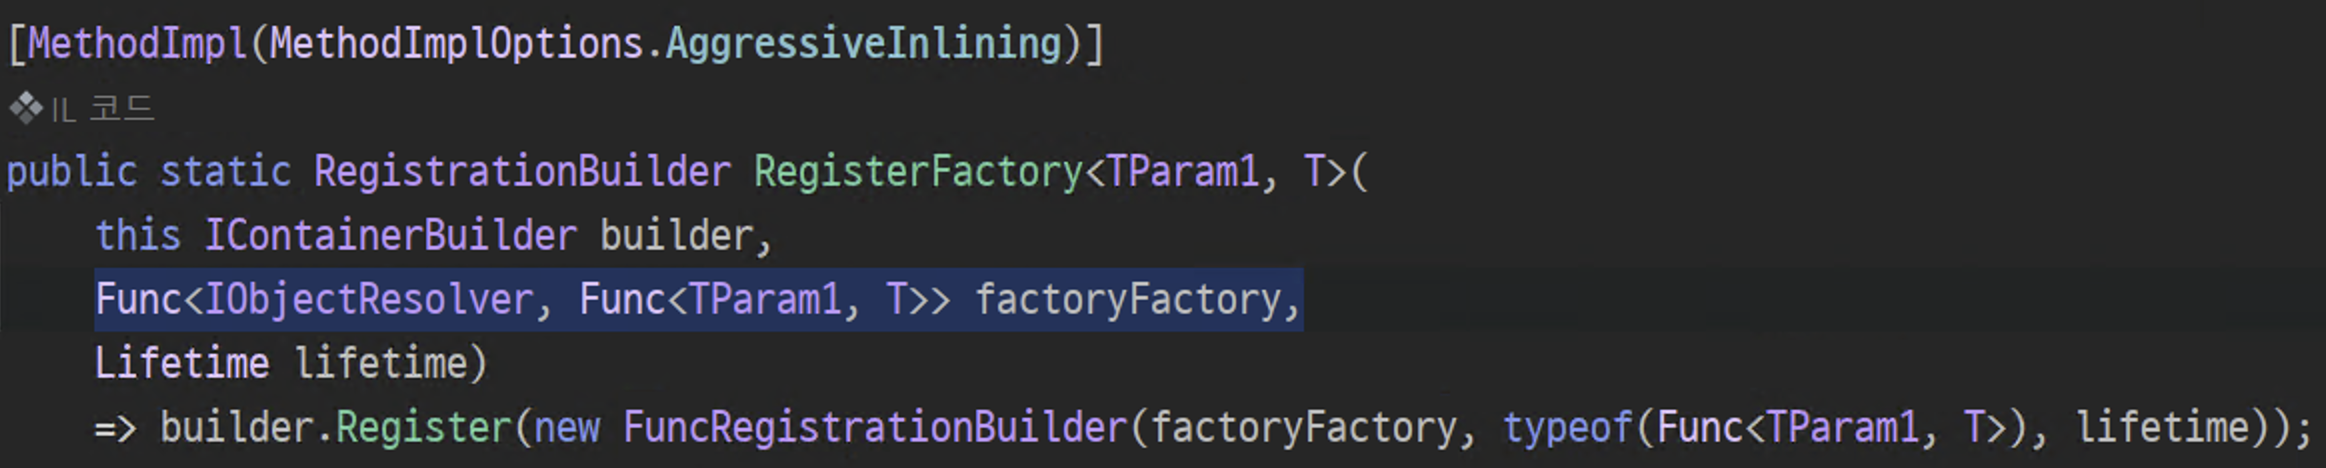 [MethodImpl(MethodImplOptions.AggressiveInlining)]
IL 코드
public static RegistrationBuilder RegisterFactory<TParam1, T>(
this IContainerBuilder builder,
Func<IObjectResolver, Func<TParam1, T>> factoryFactory,
Lifetime lifetime)
=> builder.Register(new FuncRegistrationBuilder(factoryFactory, typeof(Func<TParam1, T>), lifetime));